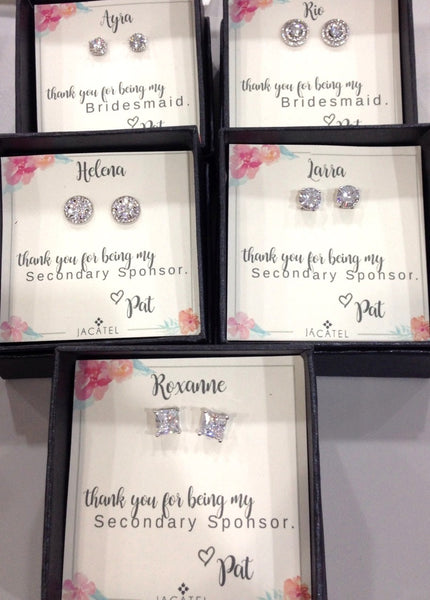 Ayra
thank you for being my
Bridesmaid.
Pat
Rio
thank you for being my
Bridesmaid.
Pat
Helena
thank you for being my
Secondary Sponsor.
Pat
JACATEL
Larra
thank you for being my
Secondary Sponsor.
Pat
JACATEL
Roxanne
thank you for being my
Secondary Sponsor.
Pat
JACATEL